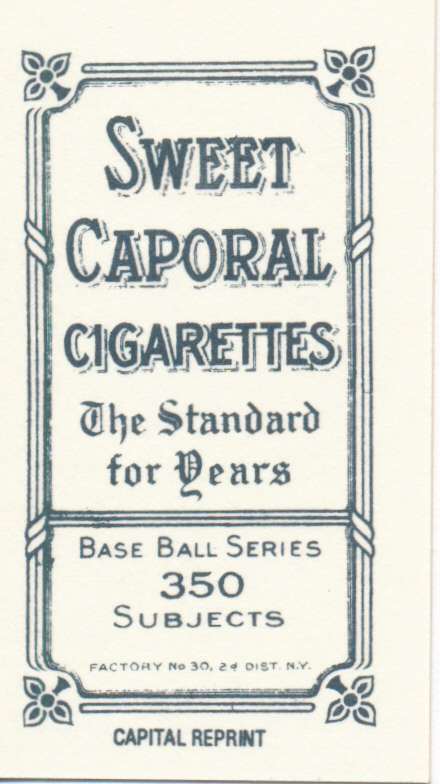 SWEET
CAPORAL
CIGARETTES
The Standard
for Years
BASE BALL SERIES
350
SUBJECTS
FACTORY No 30, 2d DIST. N.Y.
CAPITAL REPRINT